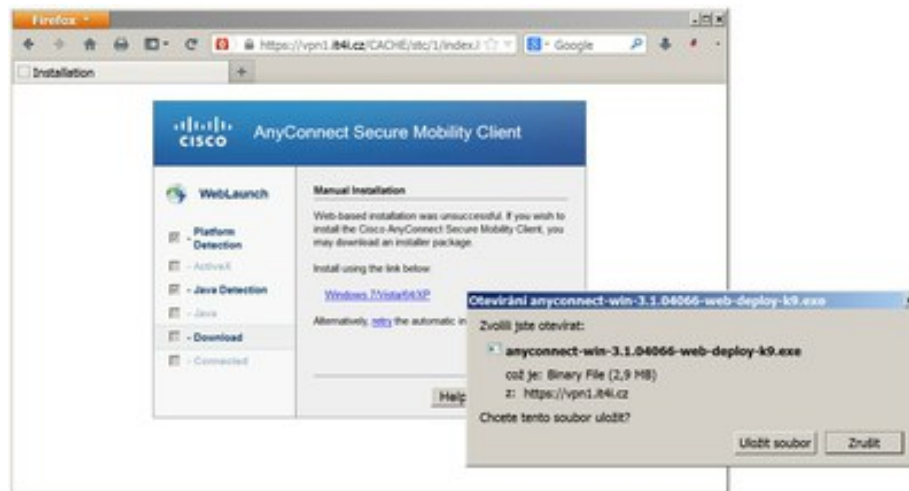 Firefox
https://vpn1.it4i.cz/CACHE/stc/1/index.
Google
Installation
CISCO
AnyConnect Secure Mobility Client
WebLaunch
- Platform Detection
- ActiveX
- Java Detection
- Java
- Download
- Connected
Manual Installation
Web-based installation was unsuccessful. If you wish to
install the Cisco AnyConnect Secure Mobility Client, you
may download an installer package.
Install using the link below:
Windows 7/Vista/64/XP
Alternatively, retry the automatic in
Help
Otevírání anyconnect-win-3.1.04066-web-deploy-k9.exe
Zvolili jste otevírat:
anyconnect-win-3.1.04066-web-deploy-k9.exe
což je: Binary File (2,9 MB)
z: https://vpn1.it4i.cz
Chcete tento soubor uložit?
Uložit soubor
Zrušit